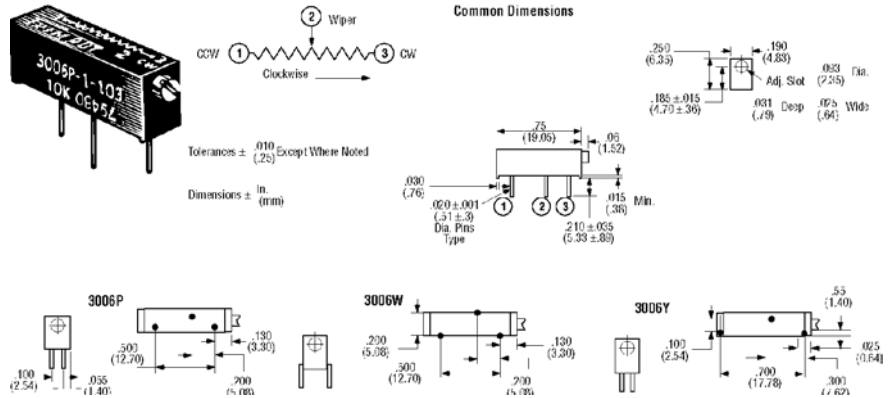 Common Dimensions
2 Wiper
CCW 1 3 CW
Clockwise
3006P-1-103
10K
Tolerances ± .010 (.25) Except Where Noted
Dimensions ± In. (mm)
.75
(19.05)
.06
(1.52)
.030
(.76)
.020 ±.001
(.51 ±.3)
Dia. Pins
Type
1 2 3
.015
(.38) Min.
.210 ±.035
(5.33 ±.89)
.250
(6.35)
.190
(4.83)
Adj. Slot
.093
(2.35) Dia.
.185 ±.015
(4.70 ±.36)
.031
(.79) Deep
.025
(.64) Wide
3006P
.100
(2.54)
.055
(1.40)
.500
(12.70)
.130
(3.30)
.200
(5.08)
3006W
.200
(5.08)
.500
(12.70)
.130
(3.30)
.200
(5.08)
3006Y
.55
(1.40)
.100
(2.54)
.025
(0.64)
.700
(17.78)
.300
(7.62)